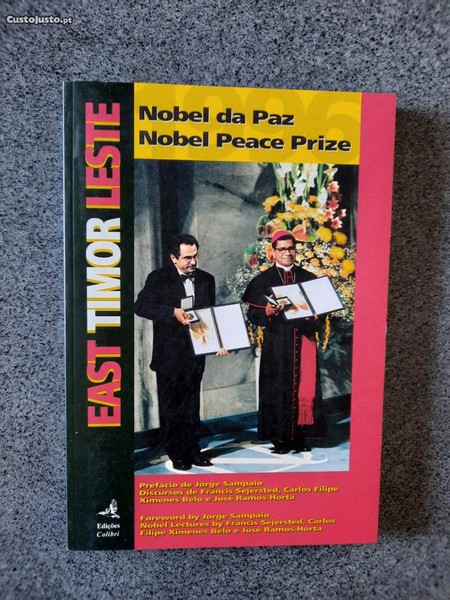 CustoJusto.pt
1996
Nobel da Paz
Nobel Peace Prize
EAST TIMOR LESTE
Prefácio de Jorge Sampaio
Discursos de Francis Sejersted, Carlos Filipe
Ximenes Belo e José Ramos-Horta
Foreword by Jorge Sampaio
Nobel Lectures by Francis Sejersted, Carlos
Filipe Ximenes Belo e José Ramos-Horta
Edições
Colibri